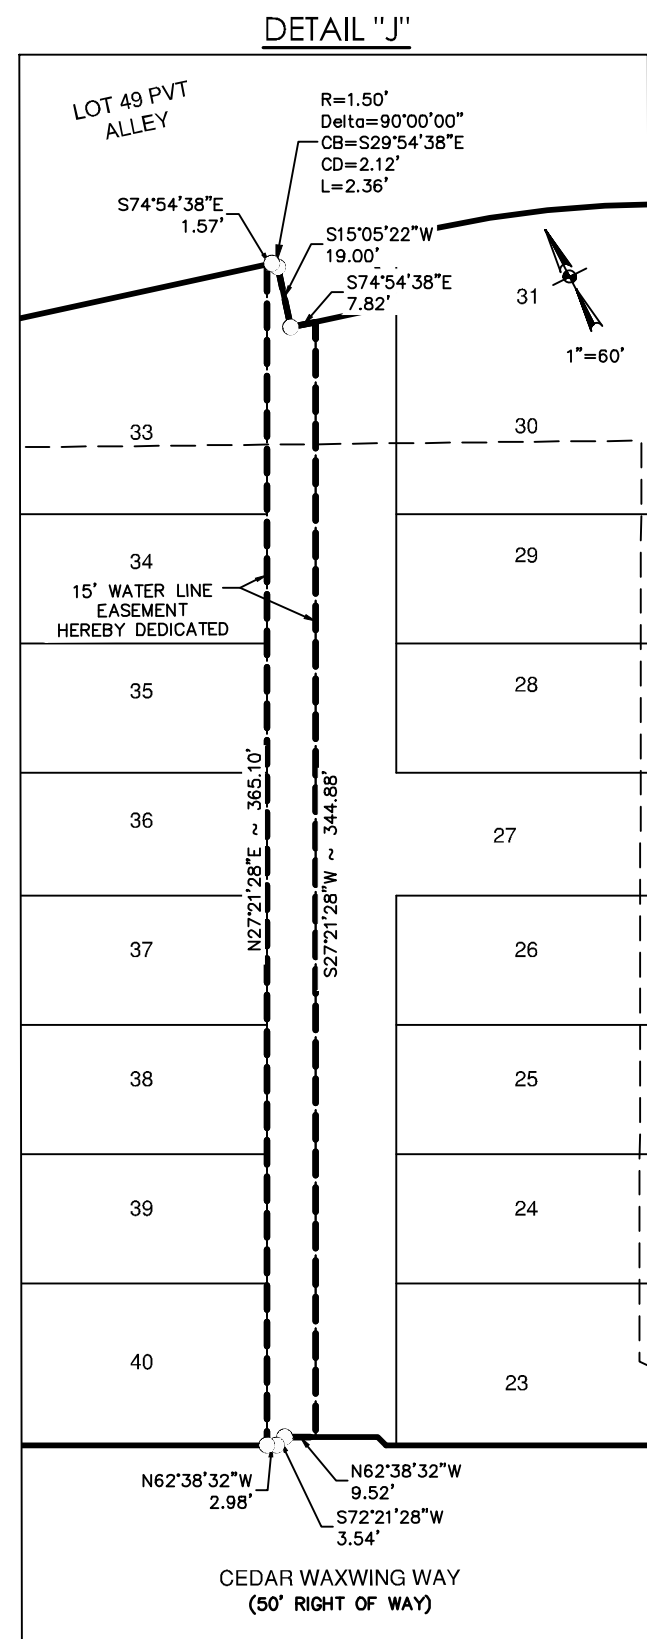 DETAIL "J"
LOT 49 PVT
ALLEY
R=1.50'
Delta=90°00'00"
CB=S29°54'38"E
CD=2.12'
L=2.36'
S74°54'38"E
1.57'
S15°05'22"W
19.00'
S74°54'38"E
7.82'
31
1"=60'
33
30
34
29
15' WATER LINE
EASEMENT
HEREBY DEDICATED
35
28
N27°21'28"E ~ 365.10'
S27°21'28"W ~ 344.88'
36
27
37
26
38
25
39
24
40
23
N62°38'32"W
2.98'
N62°38'32"W
9.52'
S72°21'28"W
3.54'
CEDAR WAXWING WAY
(50' RIGHT OF WAY)